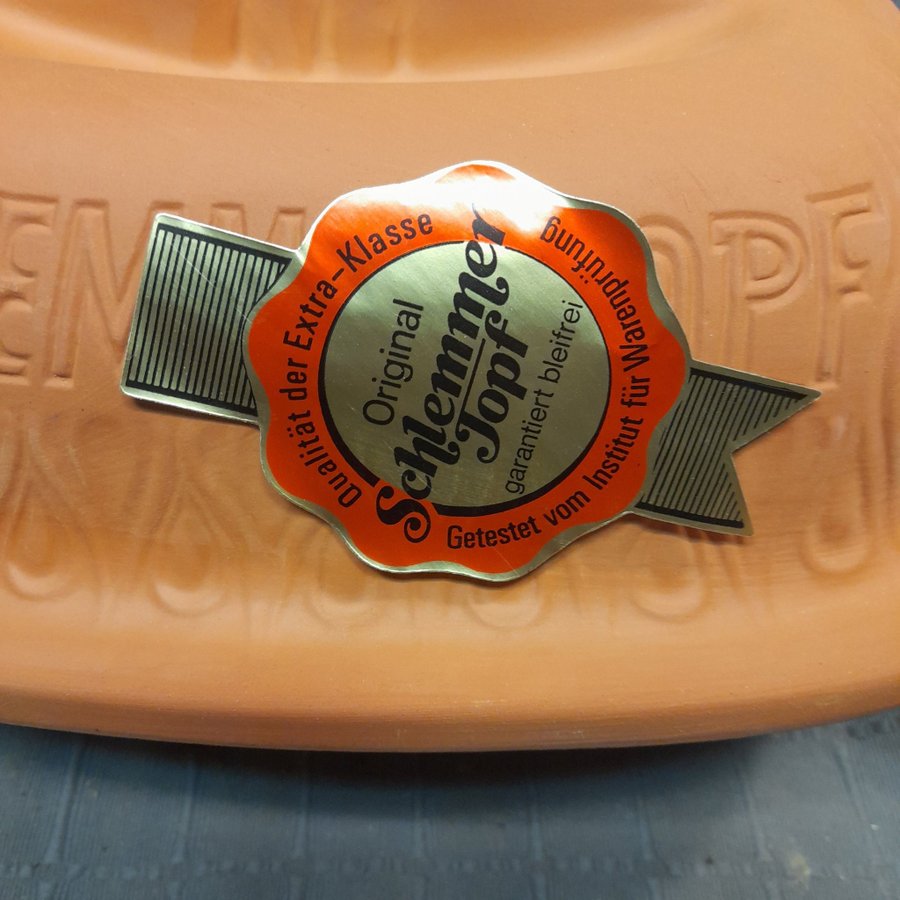 Qualität der Extra-Klasse
Original
Schlemmer
Topf
garantiert bleifrei
Getestet vom Institut für Warenprüfung